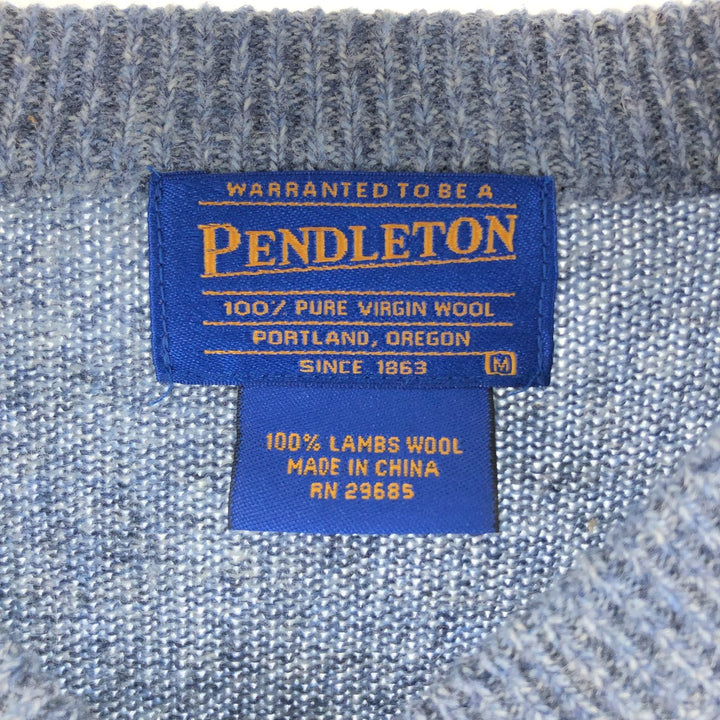 WARRANTED TO BE A
PENDLETON
100% PURE VIRGIN WOOL
PORTLAND, OREGON
SINCE 1863 M
100% LAMBS WOOL
MADE IN CHINA
RN 29685